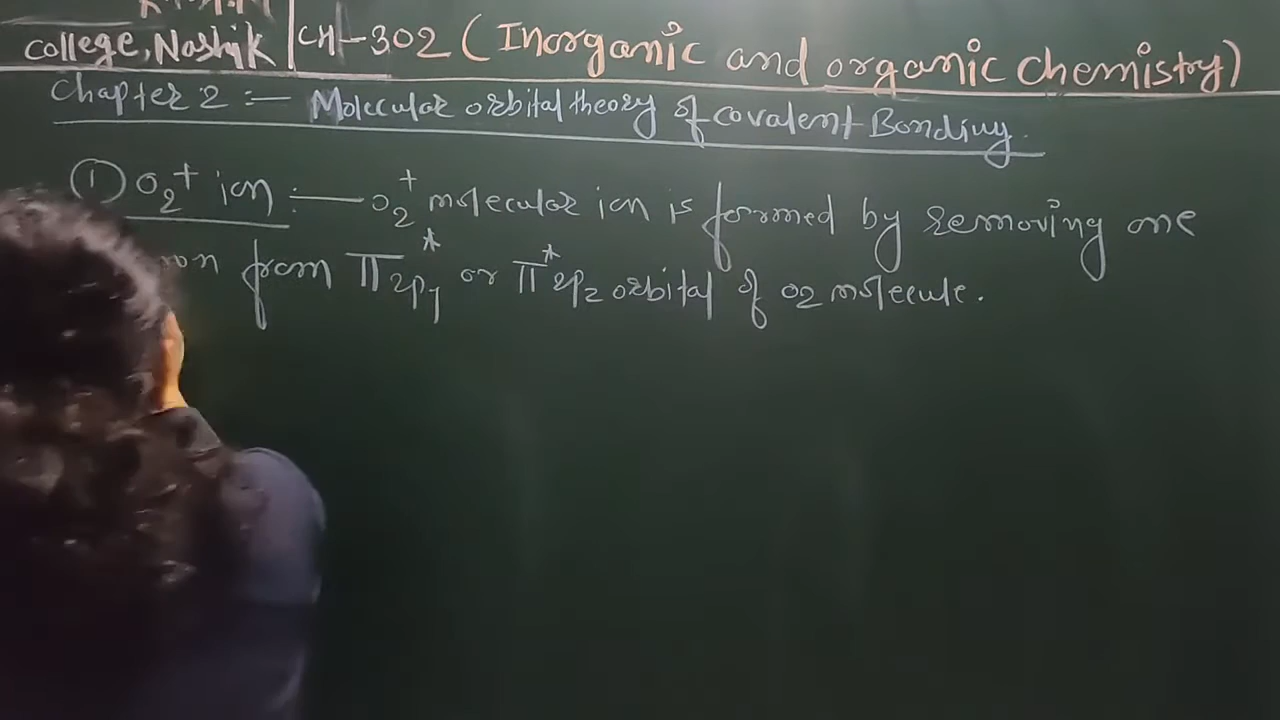 college, Nashik | CH-302 (Inorganic and organic chemistry)
Chapter 2 :- Molecular orbital theory of covalent Bonding.
① O₂⁺ ion :— O₂⁺ molecular ion is formed by removing one
ron from π*2py or π*2pz orbital of O₂ molecule.